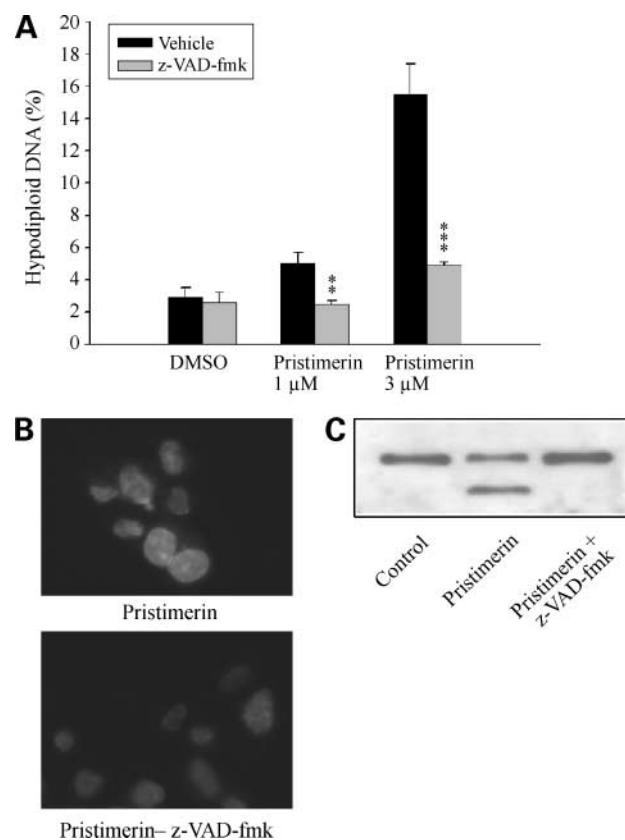 A
Hypodiploid DNA (%)
20
18
16
14
12
10
8
6
4
2
0
Vehicle
z-VAD-fmk
**
***
DMSO
Pristimerin
1 µM
Pristimerin
3 µM
B
Pristimerin
Pristimerin– z-VAD-fmk
C
Control
Pristimerin
Pristimerin +
z-VAD-fmk